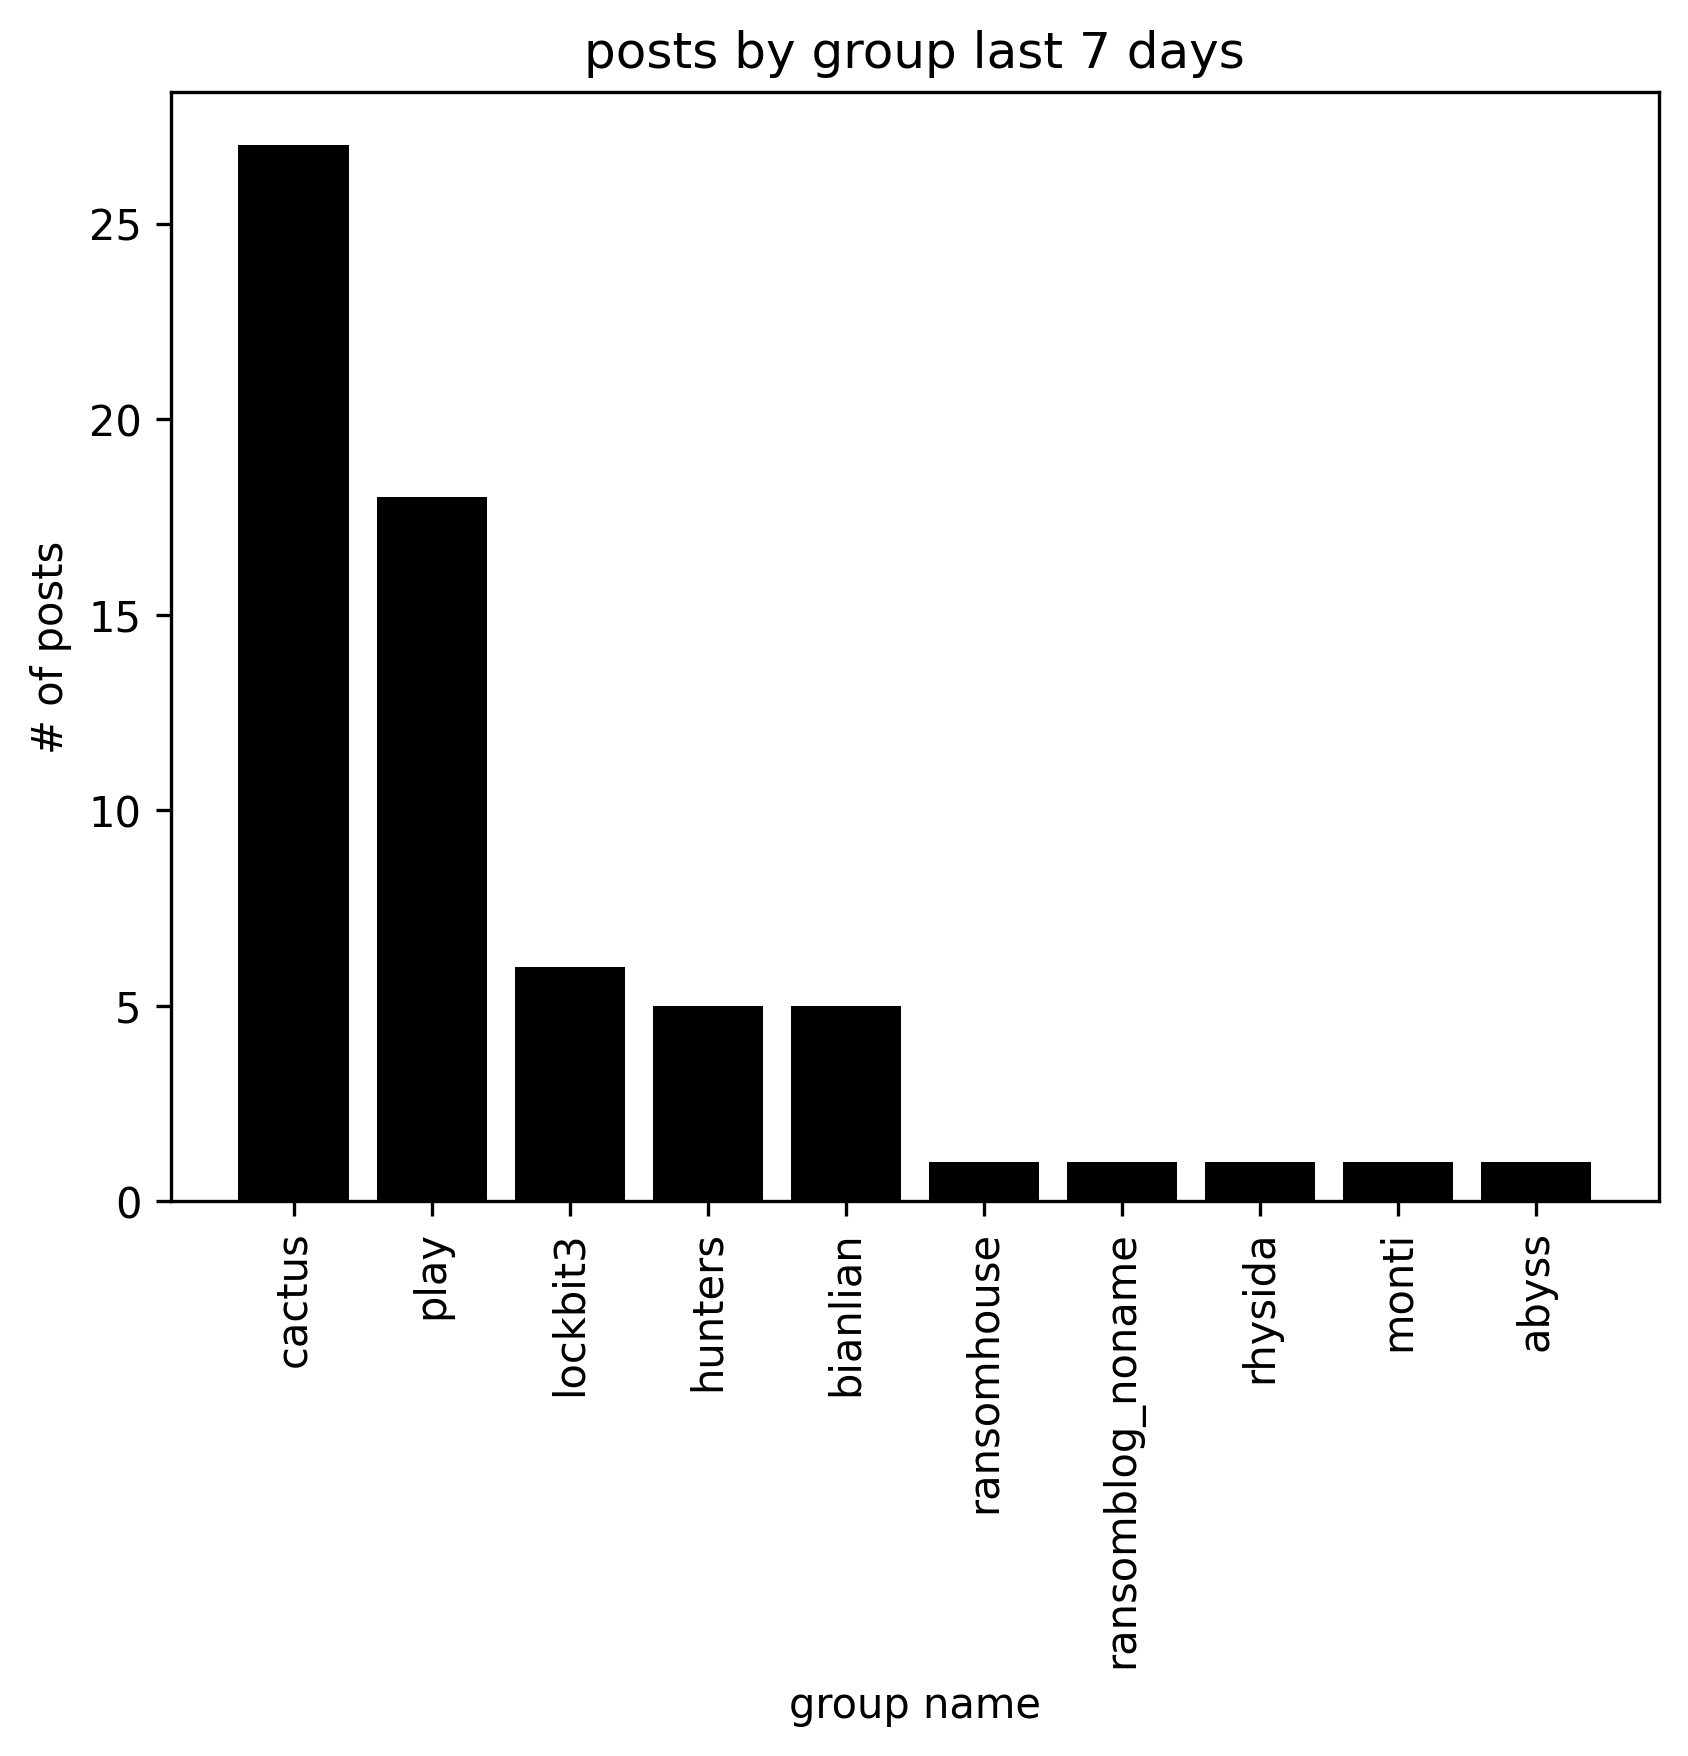 posts by group last 7 days
# of posts
25
20
15
10
5
0
cactus
play
lockbit3
hunters
bianlian
ransomhouse
ransomblog_noname
rhysida
monti
abyss
group name